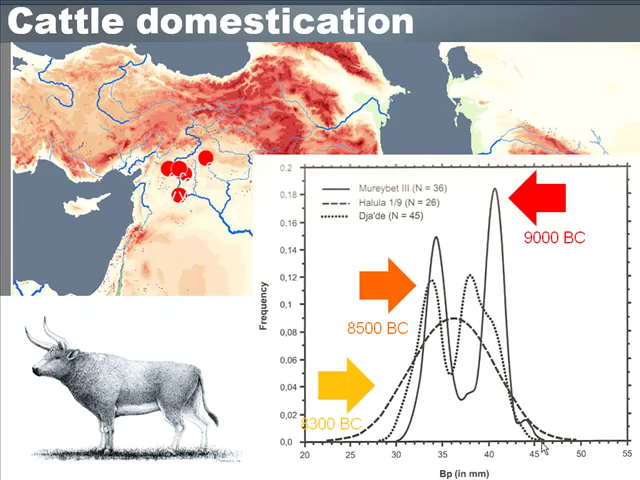 Cattle domestication
Mureybet III (N = 36)
Halula 1/9 (N = 26)
Dja'de (N = 45)
9000 BC
8500 BC
8300 BC
Frequency
0,2
0,18
0,16
0,14
0,12
0,1
0,08
0,06
0,04
0,02
0,0
20 25 30 35 40 45 50 55
Bp (in mm)